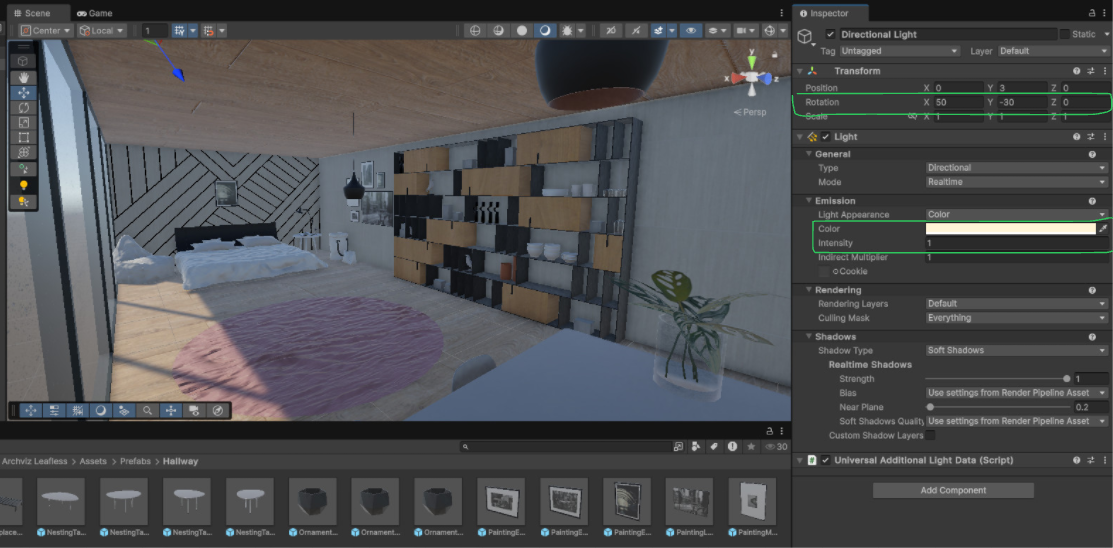 Scene Game
Center Local 1
y
x z
Persp
Archviz Leafless > Assets > Prefabs > Hallway
30
place... NestingTa... NestingTa... NestingTa... NestingTa... Ornament... Ornament... Ornament... PaintingE... PaintingE... PaintingE... PaintingL... PaintingM...
Inspector
Directional Light Static
Tag Untagged Layer Default
Transform
Position X 0 Y 3 Z 0
Rotation X 50 Y -30 Z 0
Scale X 1 Y 1 Z 1
Light
General
Type Directional
Mode Realtime
Emission
Light Appearance Color
Color
Intensity 1
Indirect Multiplier 1
Cookie
Rendering
Rendering Layers Default
Culling Mask Everything
Shadows
Shadow Type Soft Shadows
Realtime Shadows
Strength 1
Bias Use settings from Render Pipeline Asset
Near Plane 0.2
Soft Shadows Quality Use settings from Render Pipeline Asset
Custom Shadow Layers
# Universal Additional Light Data (Script)
Add Component